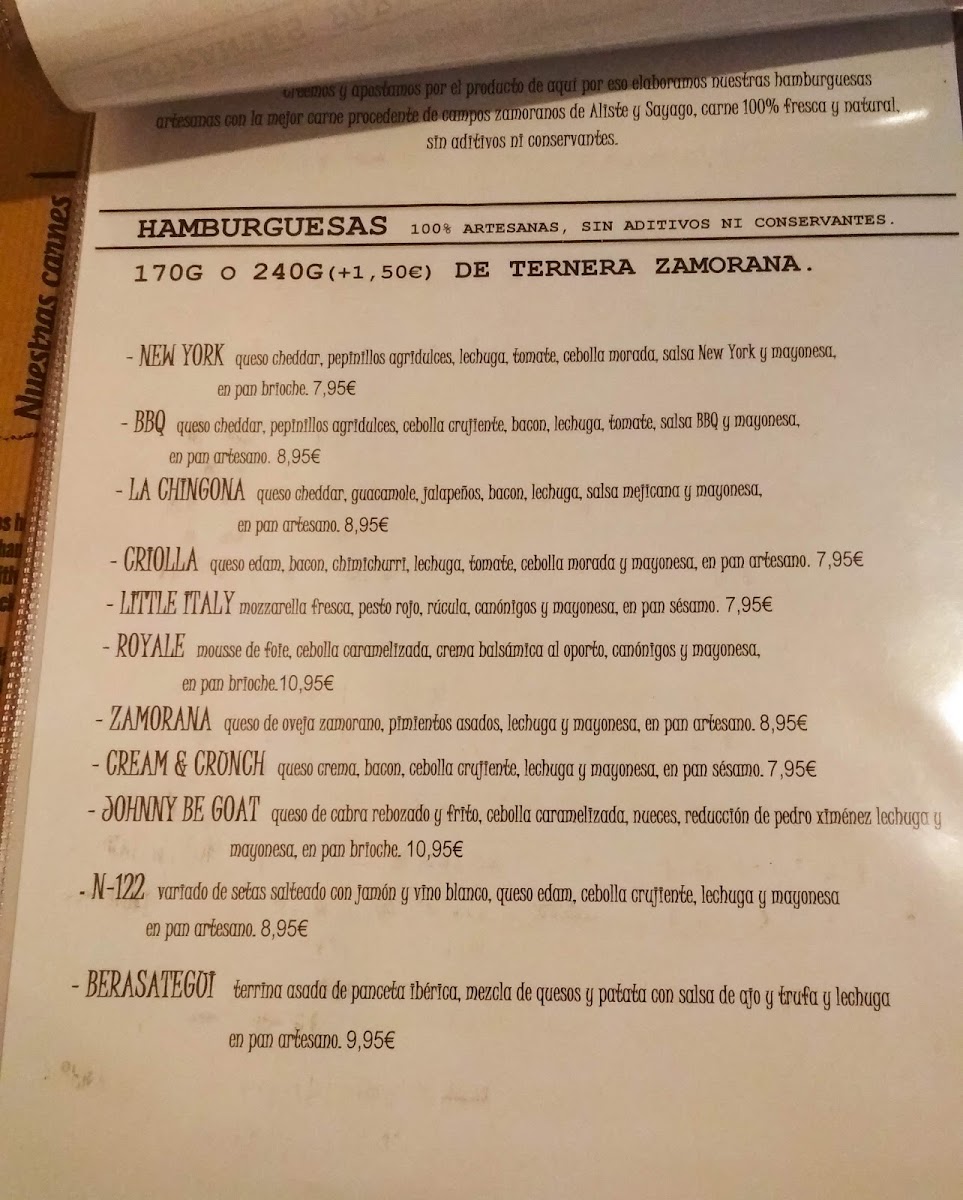 creemos y apostamos por el producto de aquí por eso elaboramos nuestras hamburguesas
artesanas con la mejor carne procedente de campos zamoranos de Aliste y Sayago, carne 100% fresca y natural,
sin aditivos ni conservantes.
Nuestras carnes
HAMBURGUESAS 100% ARTESANAS, SIN ADITIVOS NI CONSERVANTES.
170G O 240G(+1,50€) DE TERNERA ZAMORANA.
- NEW YORK queso cheddar, pepinillos agridulces, lechuga, tomate, cebolla morada, salsa New York y mayonesa,
en pan brioche. 7,95€
- BBQ queso cheddar, pepinillos agridulces, cebolla crujiente, bacon, lechuga, tomate, salsa BBQ y mayonesa,
en pan artesano. 8,95€
- LA CHINGONA queso cheddar, guacamole, jalapeños, bacon, lechuga, salsa mejicana y mayonesa,
en pan artesano. 8,95€
- CRIOLLA queso edam, bacon, chimichurri, lechuga, tomate, cebolla morada y mayonesa, en pan artesano. 7,95€
- LITTLE ITALY mozzarella fresca, pesto rojo, rúcula, canónigos y mayonesa, en pan sésamo. 7,95€
- ROYALE mousse de foie, cebolla caramelizada, crema balsámica al oporto, canónigos y mayonesa,
en pan brioche.10,95€
- ZAMORANA queso de oveja zamorano, pimientos asados, lechuga y mayonesa, en pan artesano. 8,95€
- CREAM & CRUNCH queso crema, bacon, cebolla crujiente, lechuga y mayonesa, en pan sésamo. 7,95€
- JOHNNY BE GOAT queso de cabra rebozado y frito, cebolla caramelizada, nueces, reducción de pedro ximénez lechuga y
mayonesa, en pan brioche. 10,95€
- N-122 variado de setas salteado con jamón y vino blanco, queso edam, cebolla crujiente, lechuga y mayonesa
en pan artesano. 8,95€
- BERASATEGUI terrina asada de panceta ibérica, mezcla de quesos y patata con salsa de ajo y trufa y lechuga
en pan artesano. 9,95€